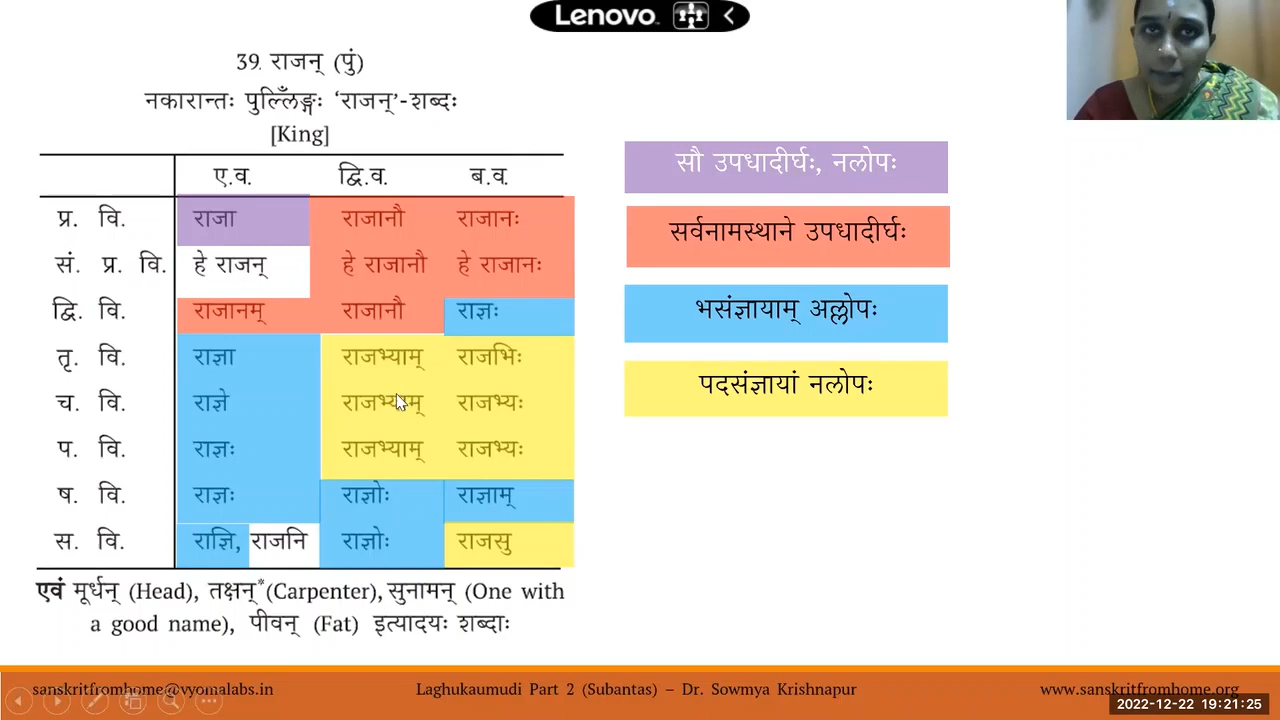 Lenovo
39. राजन् (पुं)
नकारान्तः पुल्लिँङ्गः ‘राजन्’-शब्दः
[King]
ए.व. द्वि.व. ब.व.
प्र. वि. राजा राजानौ राजानः
सं. प्र. वि. हे राजन् हे राजानौ हे राजानः
द्वि. वि. राजानम् राजानौ राज्ञः
तृ. वि. राज्ञा राजभ्याम् राजभिः
च. वि. राज्ञे राजभ्याम् राजभ्यः
प. वि. राज्ञः राजभ्याम् राजभ्यः
ष. वि. राज्ञः राज्ञोः राज्ञाम्
स. वि. राज्ञि, राजनि राज्ञोः राजसु
एवं मूर्धन् (Head), तक्षन्*(Carpenter), सुनामन् (One with
a good name), पीवन् (Fat) इत्यादयः शब्दाः
सौ उपधादीर्घः, नलोपः
सर्वनामस्थाने उपधादीर्घः
भसंज्ञायाम् अल्लोपः
पदसंज्ञायां नलोपः
sanskritfromhome@vyomalabs.in Laghukaumudi Part 2 (Subantas) – Dr. Sowmya Krishnapur www.sanskritfromhome.org
2022-12-22 19:21:25